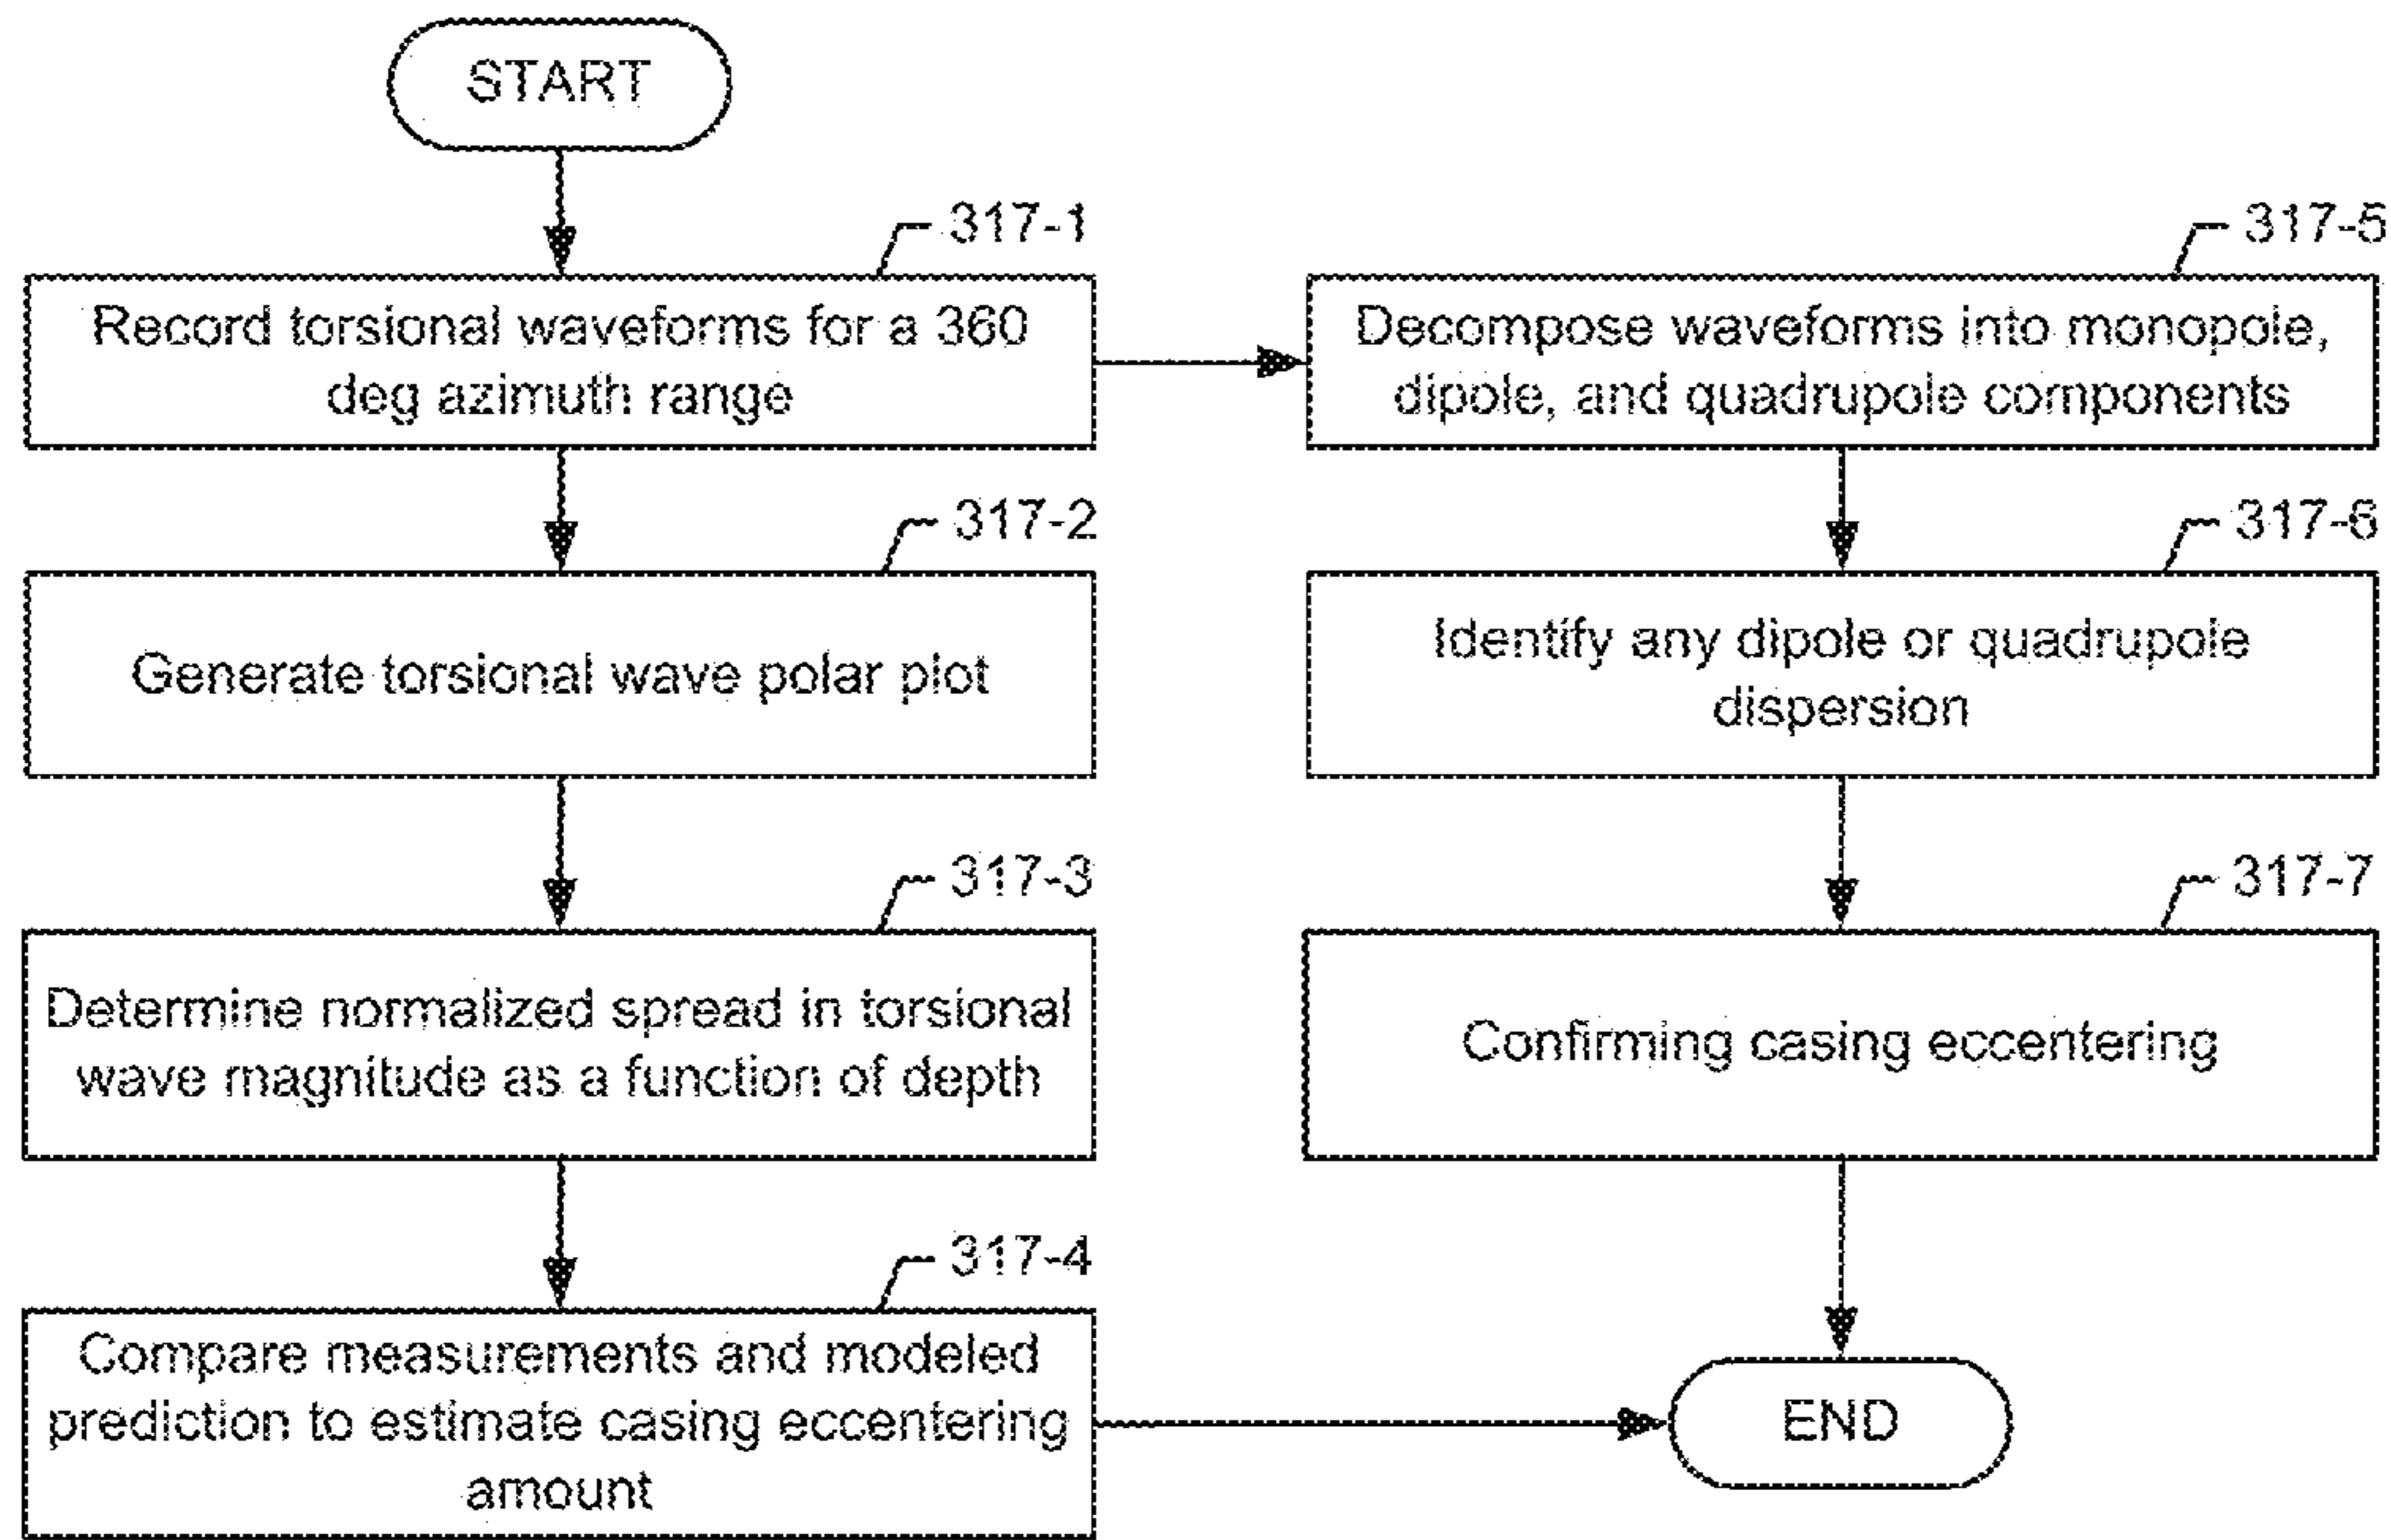 START
317-1
Record torsional waveforms for a 360
deg azimuth range
317-2
Generate torsional wave polar plot
317-3
Determine normalized spread in torsional
wave magnitude as a function of depth
317-4
Compare measurements and modeled
prediction to estimate casing eccentering
amount
317-5
Decompose waveforms into monopole,
dipole, and quadrupole components
317-6
Identify any dipole or quadrupole
dispersion
317-7
Confirming casing eccentering
END